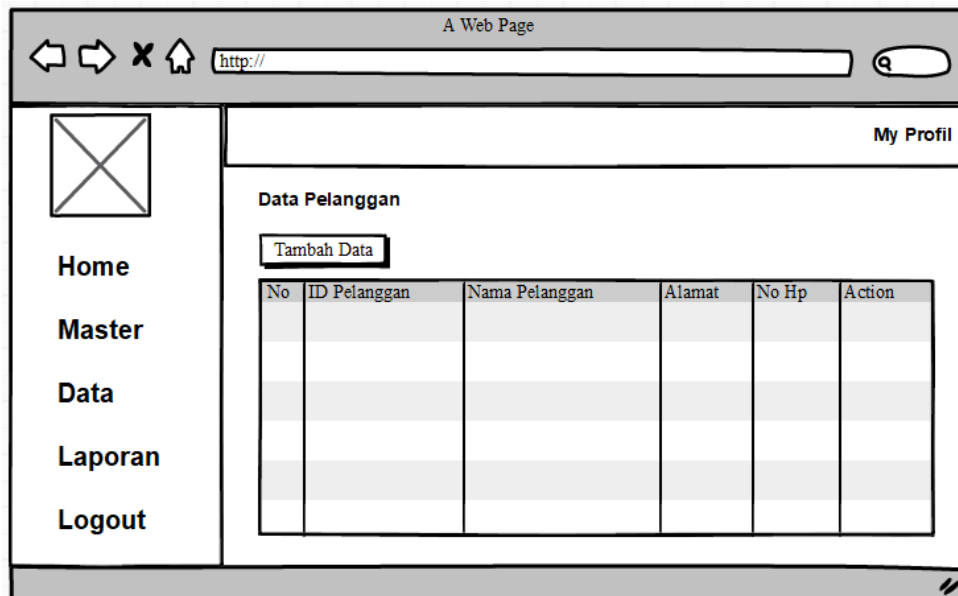 A Web Page
http://
My Profil
Home
Master
Data
Laporan
Logout
Data Pelanggan
Tambah Data
No ID Pelanggan Nama Pelanggan Alamat No Hp Action